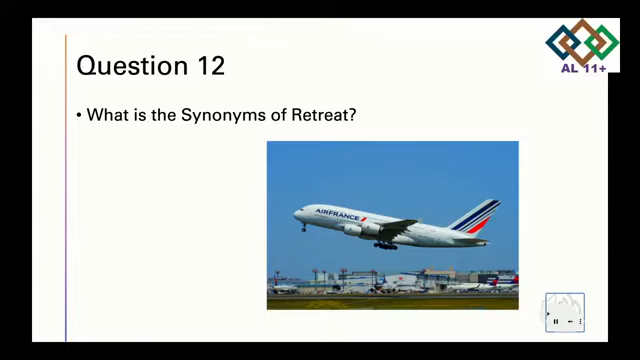 Question 12
AL 11+
• What is the Synonyms of Retreat?
AIRFRANCE